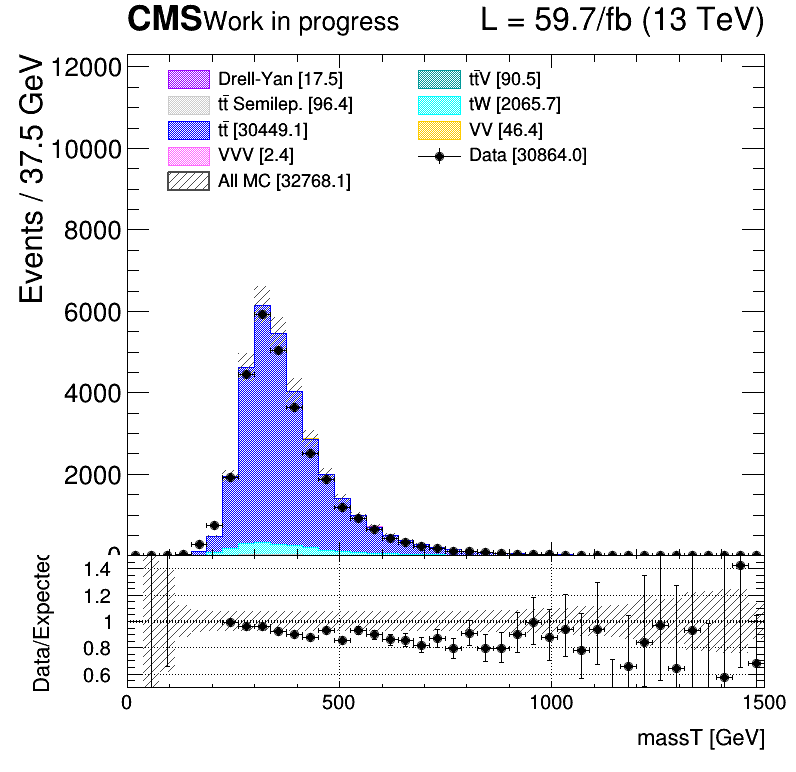 CMS Work in progress L = 59.7/fb (13 TeV)
Events / 37.5 GeV
12000
10000
8000
6000
4000
2000
0
Drell-Yan [17.5]
tt̄ Semilep. [96.4]
tt̄ [30449.1]
VVV [2.4]
All MC [32768.1]
tt̄V [90.5]
tW [2065.7]
VV [46.4]
Data [30864.0]
Data/Expected
1.4
1.2
1
0.8
0.6
0 500 1000 1500
massT [GeV]